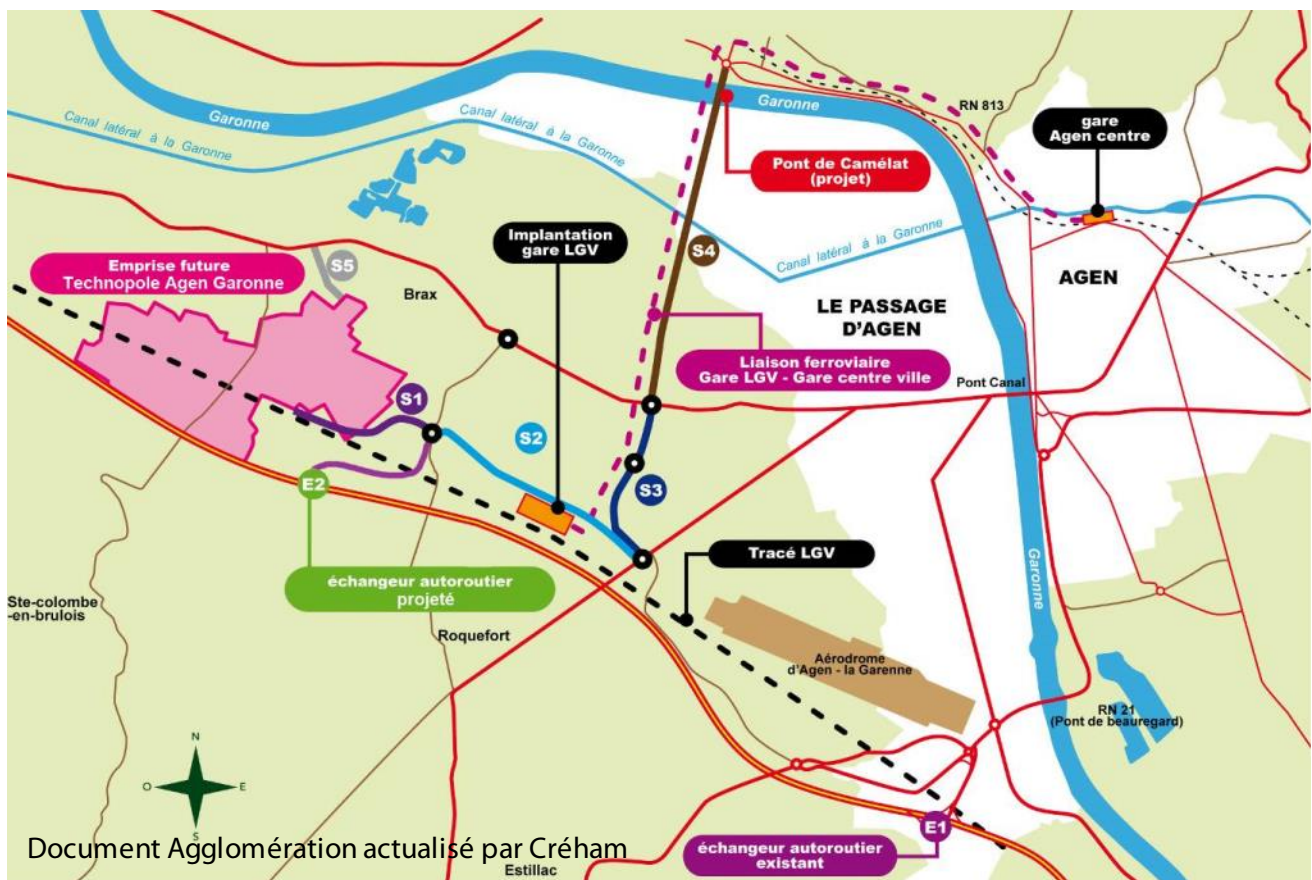 Garonne
Garonne
RN 813
gare
Agen centre
Canal latéral à la Garonne
Canal latéral à la Garonne
Pont de Camélat
(projet)
Implantation
gare LGV
S4
Canal latéral à la Garonne
S5
Emprise future
Technopole Agen Garonne
Brax
AGEN
LE PASSAGE
D'AGEN
Liaison ferroviaire
Gare LGV - Gare centre ville
Pont Canal
S1
S2
E2
S3
Tracé LGV
Garonne
échangeur autoroutier
projeté
Ste-colombe
-en-brulois
Roquefort
Aérodrome
d'Agen - la Garenne
RN 21
(Pont de beauregard)
N
O
E
S
E1
Document Agglomération actualisé par Créham
échangeur autoroutier
existant
Estillac